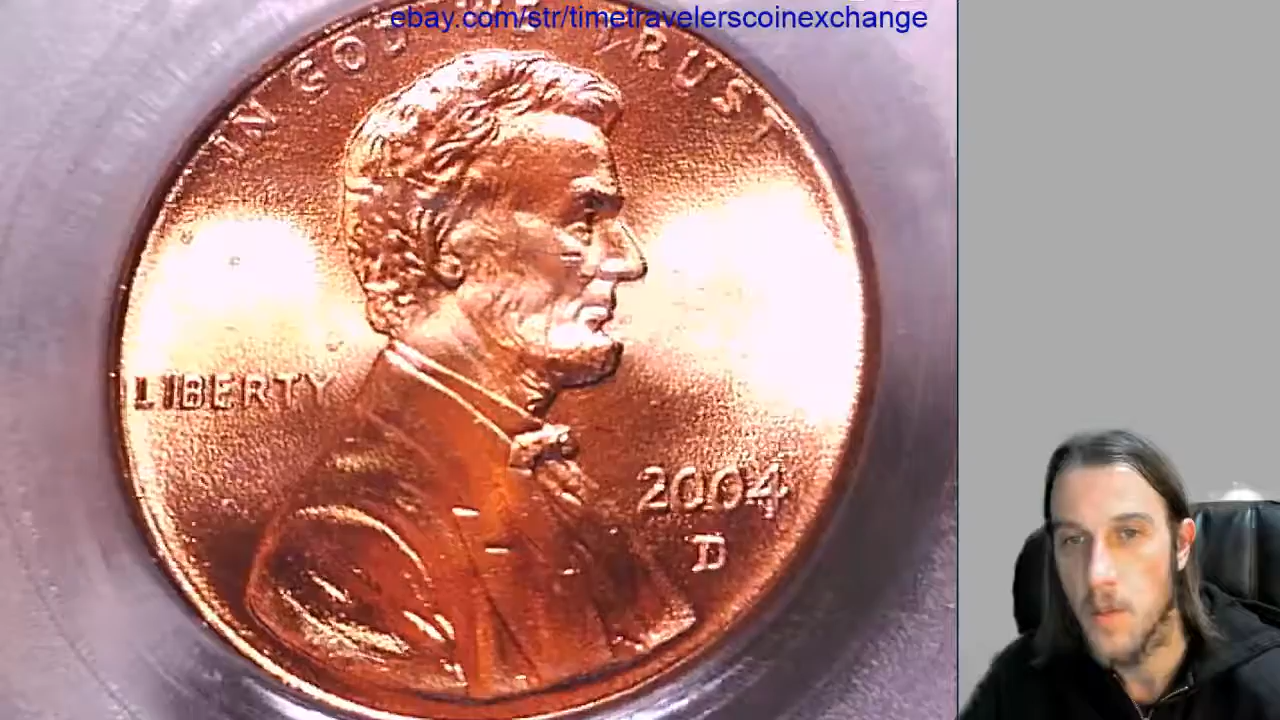 ebay.com/str/timetravelerscoinexchange
IN GOD WE TRUST
LIBERTY
2004
D